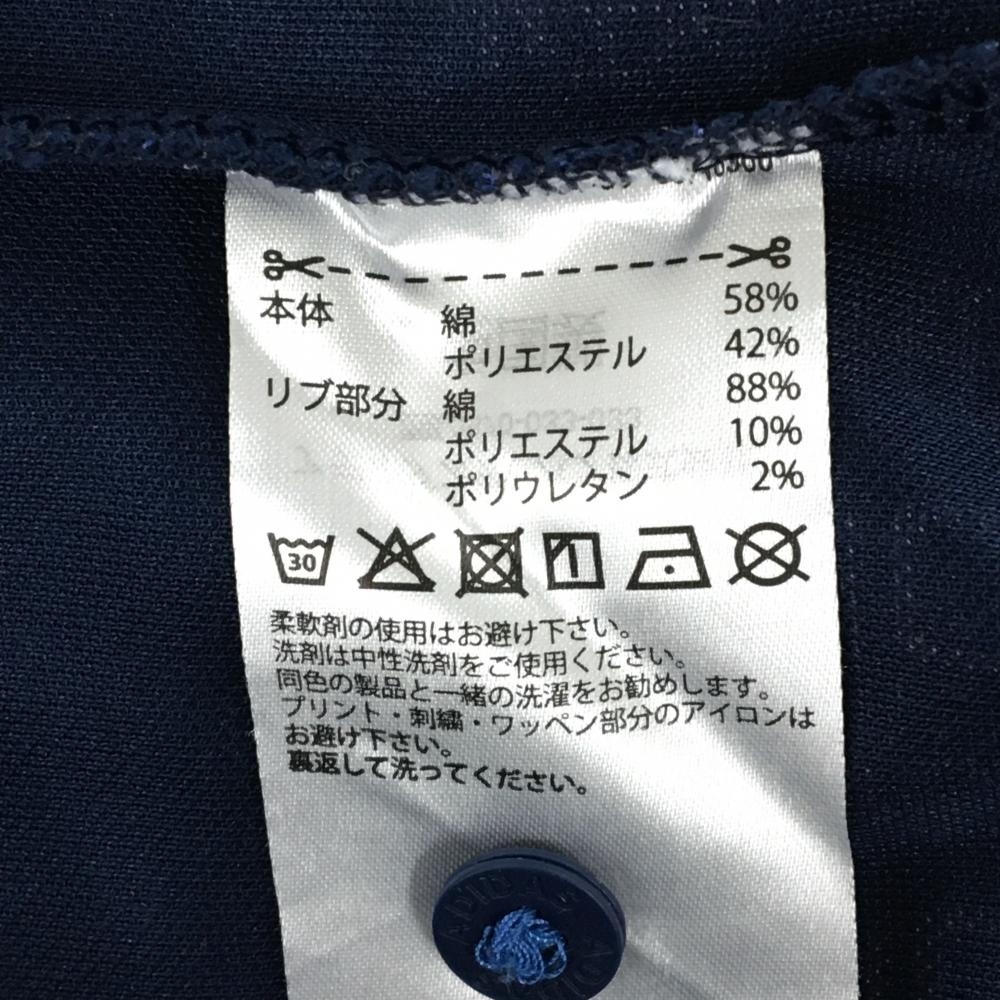 本体 綿 58%
ポリエステル 42%
リブ部分 綿 88%
ポリエステル 10%
ポリウレタン 2%
30
柔軟剤の使用はお避け下さい。
洗剤は中性洗剤をご使用ください。
同色の製品と一緒の洗濯をお勧めします。
プリント・刺繍・ワッペン部分のアイロンは
お避け下さい。
裏返して洗ってください。
ADIDAS